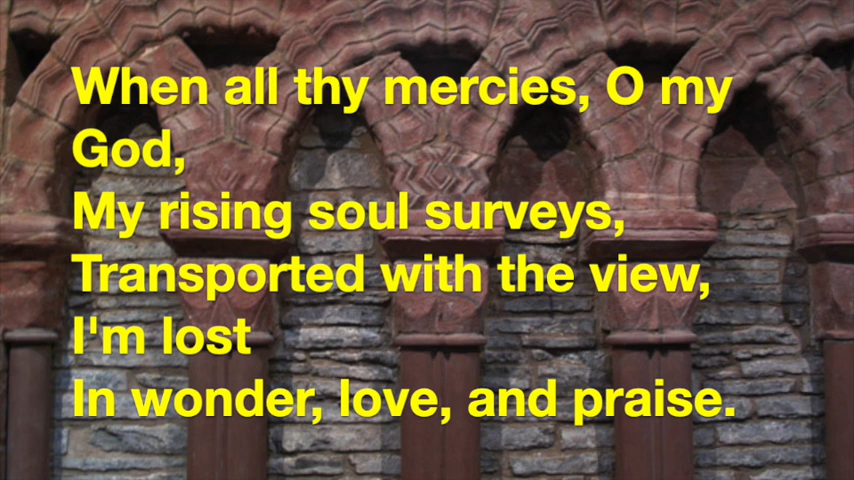 When all thy mercies, O my
God,
My rising soul surveys,
Transported with the view,
I'm lost
In wonder, love, and praise.